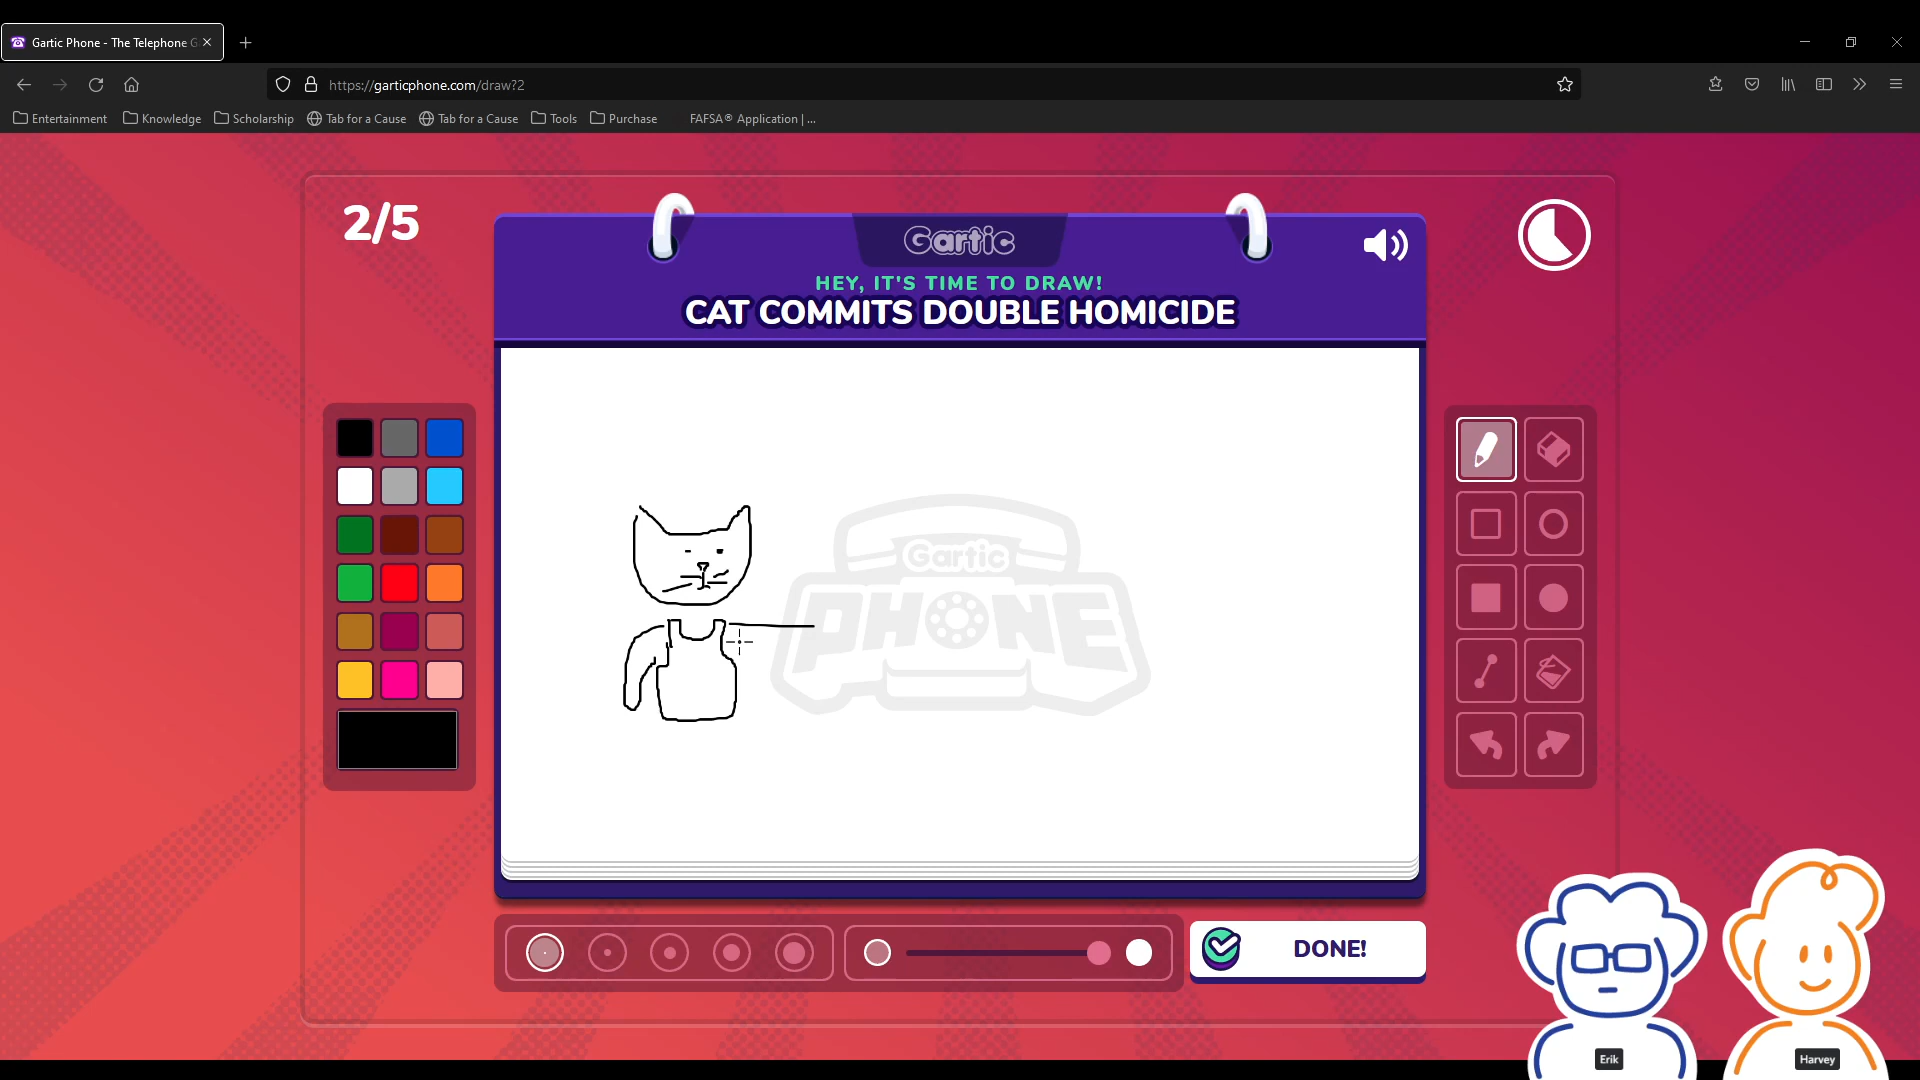 Gartic Phone - The Telephone G
https://garticphone.com/draw?2
Entertainment Knowledge Scholarship Tab for a Cause Tab for a Cause Tools Purchase FAFSA® Application | ...
2/5
Gartic
HEY, IT'S TIME TO DRAW!
CAT COMMITS DOUBLE HOMICIDE
Gartic
PHONE
DONE!
Erik
Harvey